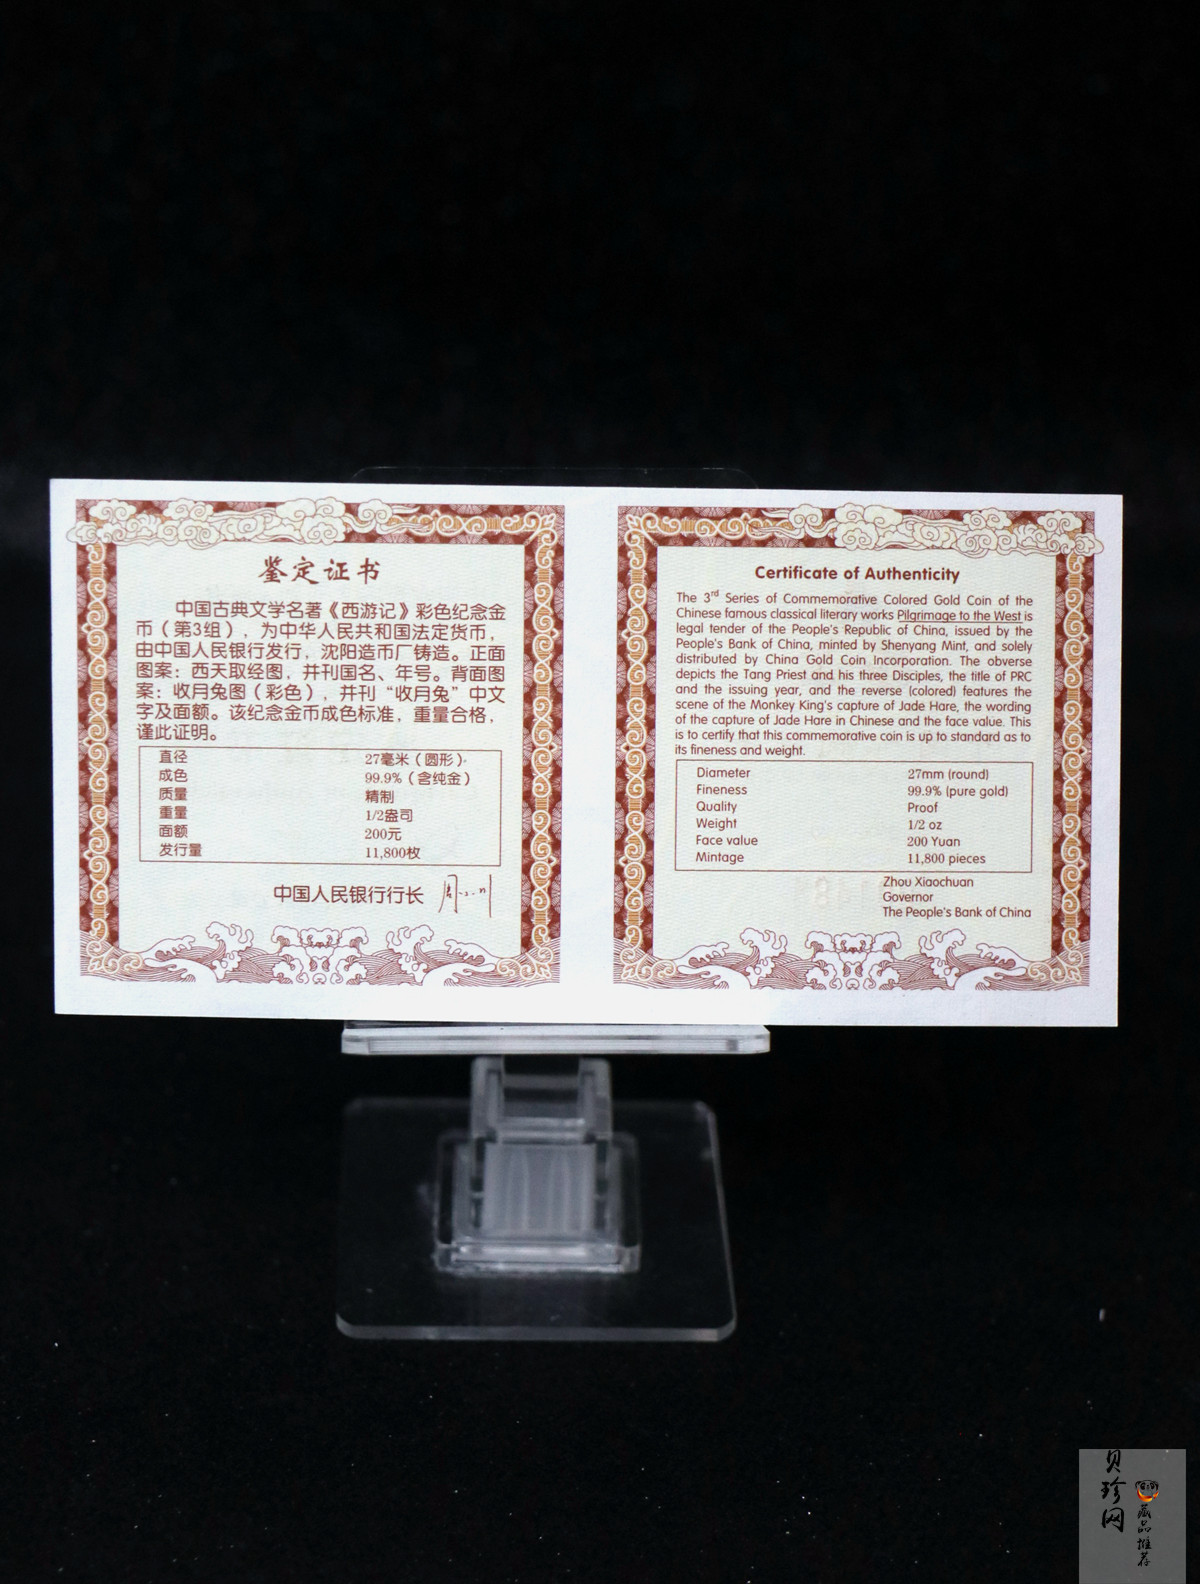 鉴定证书
中国古典文学名著《西游记》彩色纪念金
币（第3组），为中华人民共和国法定货币，
由中国人民银行发行，沈阳造币厂铸造。正面
图案：西天取经图，并刊国名、年号。背面图
案：收月兔图（彩色），并刊“收月兔”中文
字及面额。该纪念金币成色标准，重量合格，
谨此证明。
直径 27毫米（圆形）
成色 99.9%（含纯金）
质量 精制
重量 1/2盎司
面额 200元
发行量 11,800枚
中国人民银行行长 周小川
Certificate of Authenticity
The 3rd Series of Commemorative Colored Gold Coin of the
Chinese famous classical literary works Pilgrimage to the West is
legal tender of the People's Republic of China, issued by the
People's Bank of China, minted by Shenyang Mint, and solely
distributed by China Gold Coin Incorporation. The obverse
depicts the Tang Priest and his three Disciples, the title of PRC
and the issuing year, and the reverse (colored) features the
scene of the Monkey King's capture of Jade Hare, the wording
of the capture of Jade Hare in Chinese and the face value. This
is to certify that this commemorative coin is up to standard as to
its fineness and weight.
Diameter 27mm (round)
Fineness 99.9% (pure gold)
Quality Proof
Weight 1/2 oz
Face value 200 Yuan
Mintage 11,800 pieces
Zhou Xiaochuan
Governor
The People's Bank of China
贝珍网
藏品推荐